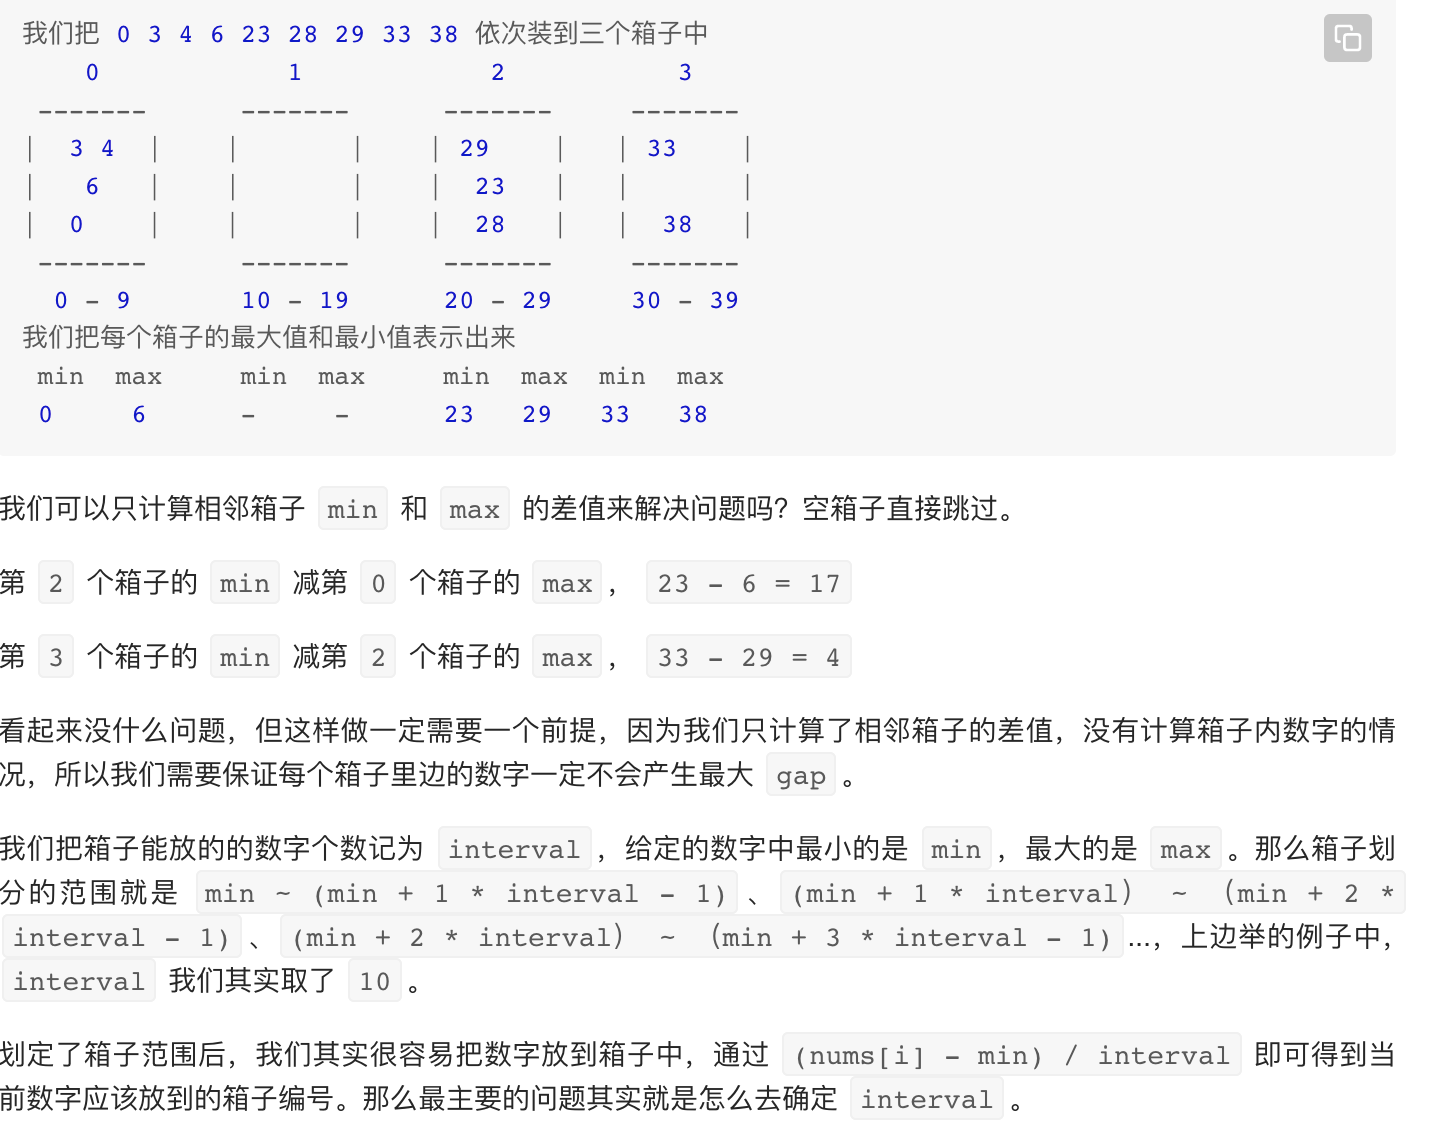 我们把 0 3 4 6 23 28 29 33 38 依次装到三个箱子中
0 1 2 3
------- ------- ------- -------
| 3 4 | | | | 29 | | 33 |
| 6 | | | | 23 | | |
| 0 | | | | 28 | | 38 |
------- ------- ------- -------
0 - 9 10 - 19 20 - 29 30 - 39
我们把每个箱子的最大值和最小值表示出来
min max min max min max min max
0 6 - - 23 29 33 38
我们可以只计算相邻箱子 min 和 max 的差值来解决问题吗？空箱子直接跳过。
第 2 个箱子的 min 减第 0 个箱子的 max， 23 - 6 = 17
第 3 个箱子的 min 减第 2 个箱子的 max， 33 - 29 = 4
看起来没什么问题，但这样做一定需要一个前提，因为我们只计算了相邻箱子的差值，没有计算箱子内数字的情
况，所以我们需要保证每个箱子里边的数字一定不会产生最大 gap 。
我们把箱子能放的的数字个数记为 interval ，给定的数字中最小的是 min ，最大的是 max 。那么箱子划
分的范围就是 min ~ (min + 1 * interval - 1) 、 (min + 1 * interval） ~ （min + 2 *
interval - 1) 、 (min + 2 * interval） ~ （min + 3 * interval - 1) ...，上边举的例子中，
interval 我们其实取了 10 。
划定了箱子范围后，我们其实很容易把数字放到箱子中，通过 (nums[i] - min) / interval 即可得到当
前数字应该放到的箱子编号。那么最主要的问题其实就是怎么去确定 interval 。